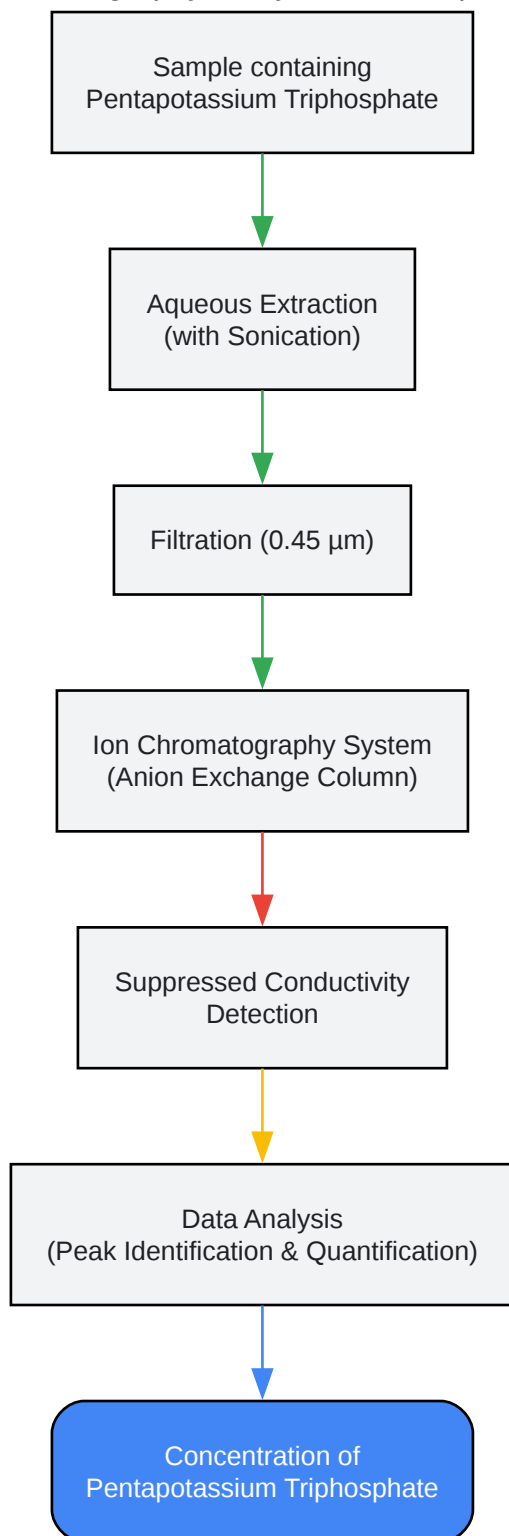 Sample containing
Pentapotassium Triphosphate
Aqueous Extraction
(with Sonication)
Filtration (0.45 µm)
Ion Chromatography System
(Anion Exchange Column)
Suppressed Conductivity
Detection
Data Analysis
(Peak Identification & Quantification)
Concentration of
Pentapotassium Triphosphate